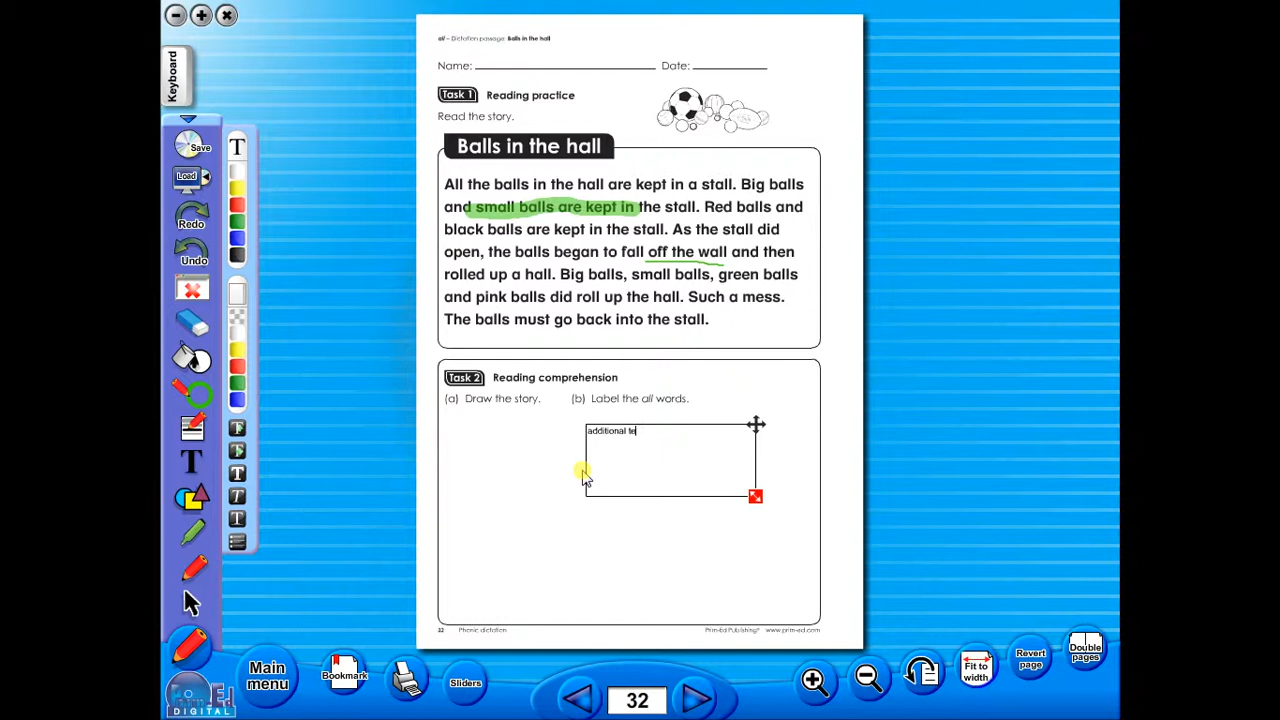 all – Dictation passage: Balls in the hall
Name: Date:
Task 1 Reading practice
Read the story.
Balls in the hall
All the balls in the hall are kept in a stall. Big balls
and small balls are kept in the stall. Red balls and
black balls are kept in the stall. As the stall did
open, the balls began to fall off the wall and then
rolled up a hall. Big balls, small balls, green balls
and pink balls did roll up the hall. Such a mess.
The balls must go back into the stall.
Task 2 Reading comprehension
(a) Draw the story. (b) Label the all words.
additional te
32 Phonic dictation Prim-Ed Publishing® www.prim-ed.com
Keyboard
Save
Load
Redo
Undo
T
T
T
T
T
T
T
Main menu
Bookmark
Sliders
32
Fit to width
Revert page
Double pages
Prim Ed
DIGITAL